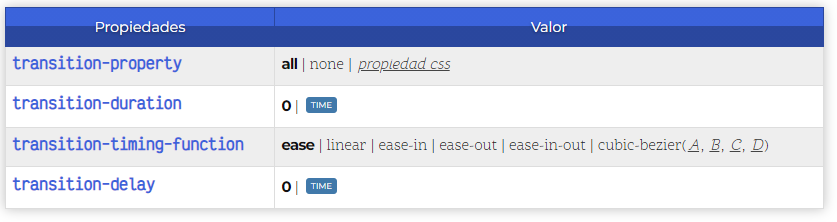 Propiedades Valor
transition-property all | none | propiedad css
transition-duration 0 | TIME
transition-timing-function ease | linear | ease-in | ease-out | ease-in-out | cubic-bezier(A, B, C, D)
transition-delay 0 | TIME